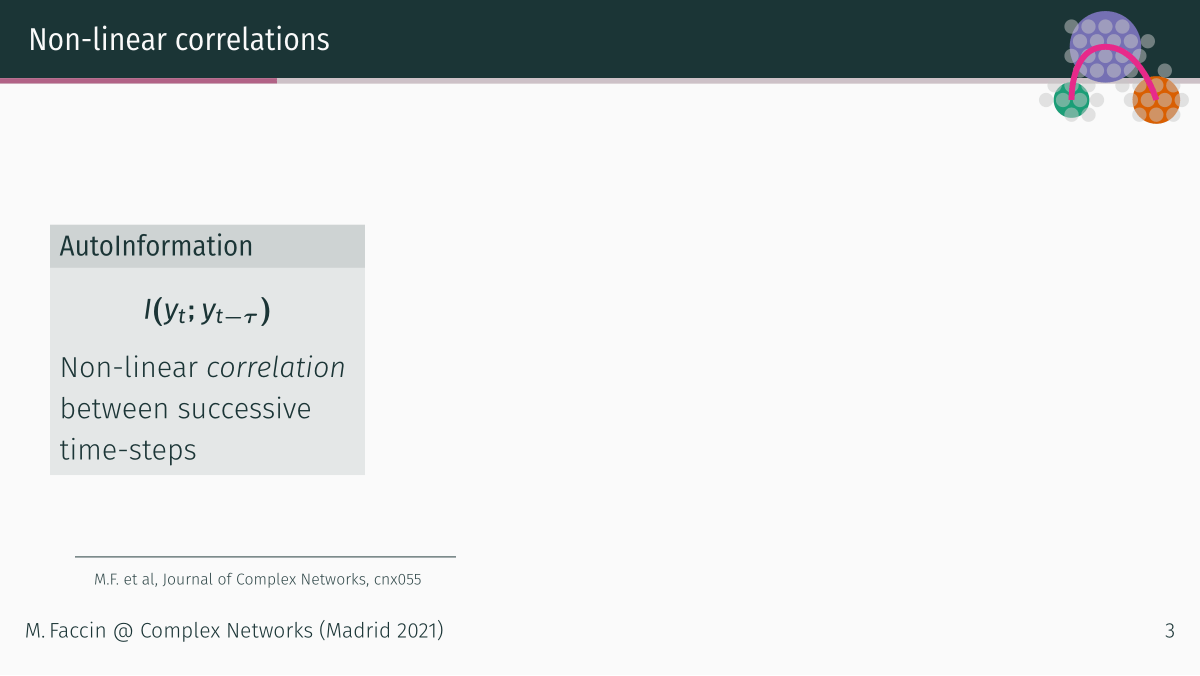 Non-linear correlations
AutoInformation
I(y_t; y_{t−τ})
Non-linear correlation
between successive
time-steps
M.F. et al, Journal of Complex Networks, cnx055
M. Faccin @ Complex Networks (Madrid 2021)
3